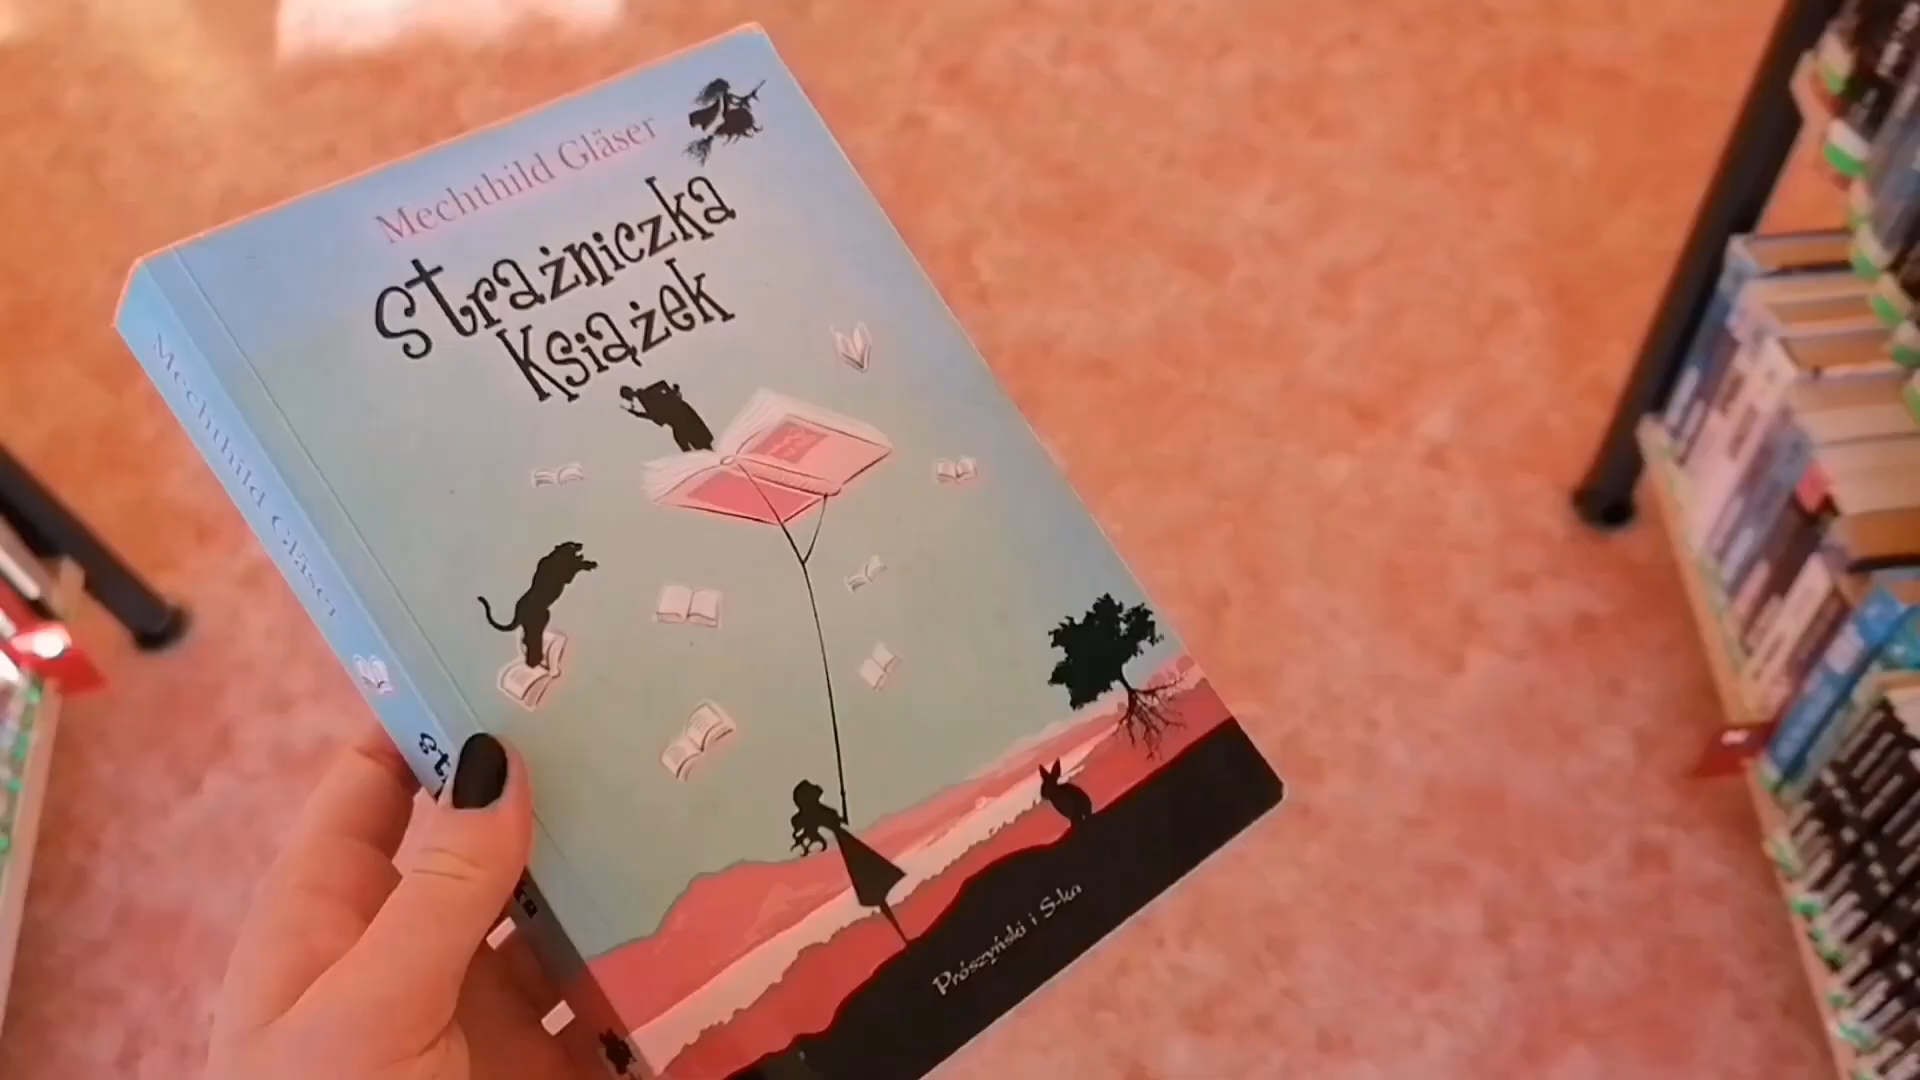 Mechthild Gläser
Strażniczka
Książek
Prószyński i S-ka
Mechthild Gläser